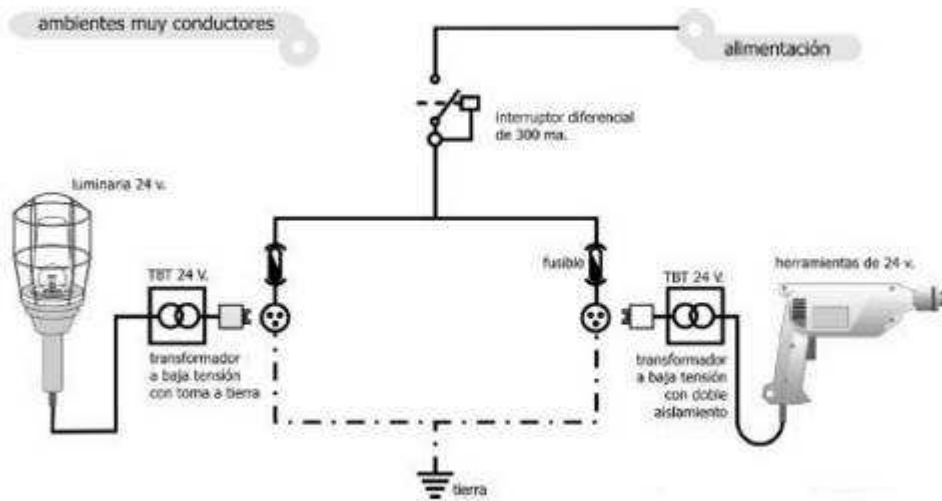 ambientes muy conductores
alimentación
interruptor diferencial
de 300 ma.
luminaria 24 v.
TBT 24 V.
fusible
TBT 24 V.
herramientas de 24 v.
transformador
a baja tensión
con toma a tierra
transformador
a baja tensión
con doble
aislamiento
tierra